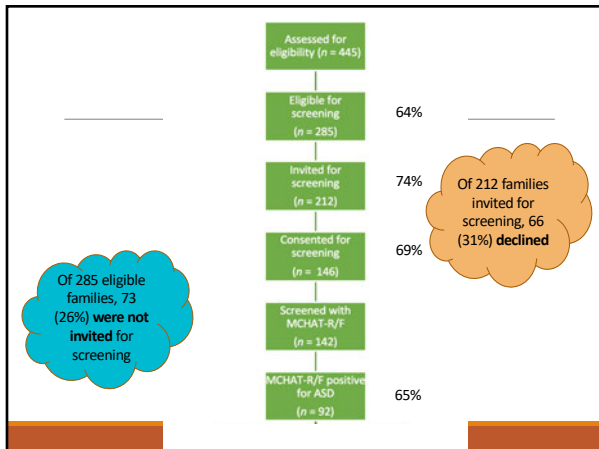 Assessed for
eligibility (n = 445)
Eligible for
screening
(n = 285)
64%
Invited for
screening
(n = 212)
74%
Of 212 families
invited for
screening, 66
(31%) declined
Consented for
screening
(n = 146)
69%
Of 285 eligible
families, 73
(26%) were not
invited for
screening
Screened with
MCHAT-R/F
(n = 142)
MCHAT-R/F positive
for ASD
(n = 92)
65%